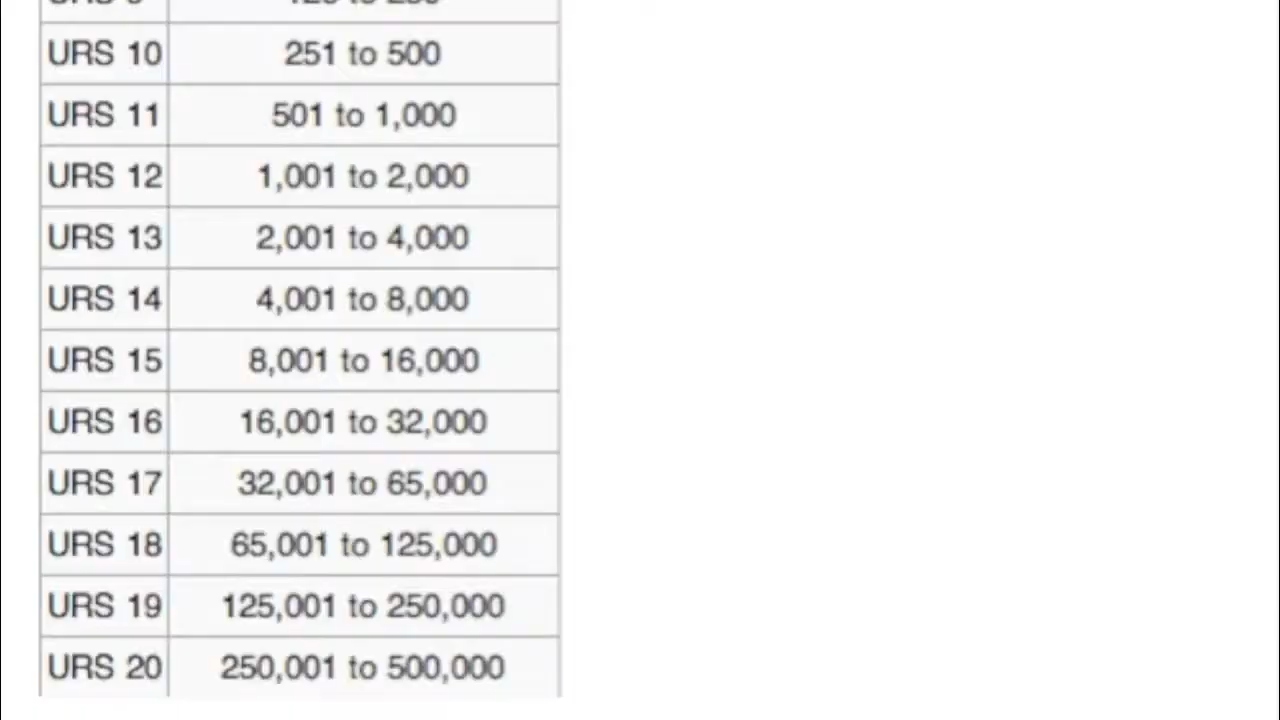 URS 10 251 to 500
URS 11 501 to 1,000
URS 12 1,001 to 2,000
URS 13 2,001 to 4,000
URS 14 4,001 to 8,000
URS 15 8,001 to 16,000
URS 16 16,001 to 32,000
URS 17 32,001 to 65,000
URS 18 65,001 to 125,000
URS 19 125,001 to 250,000
URS 20 250,001 to 500,000